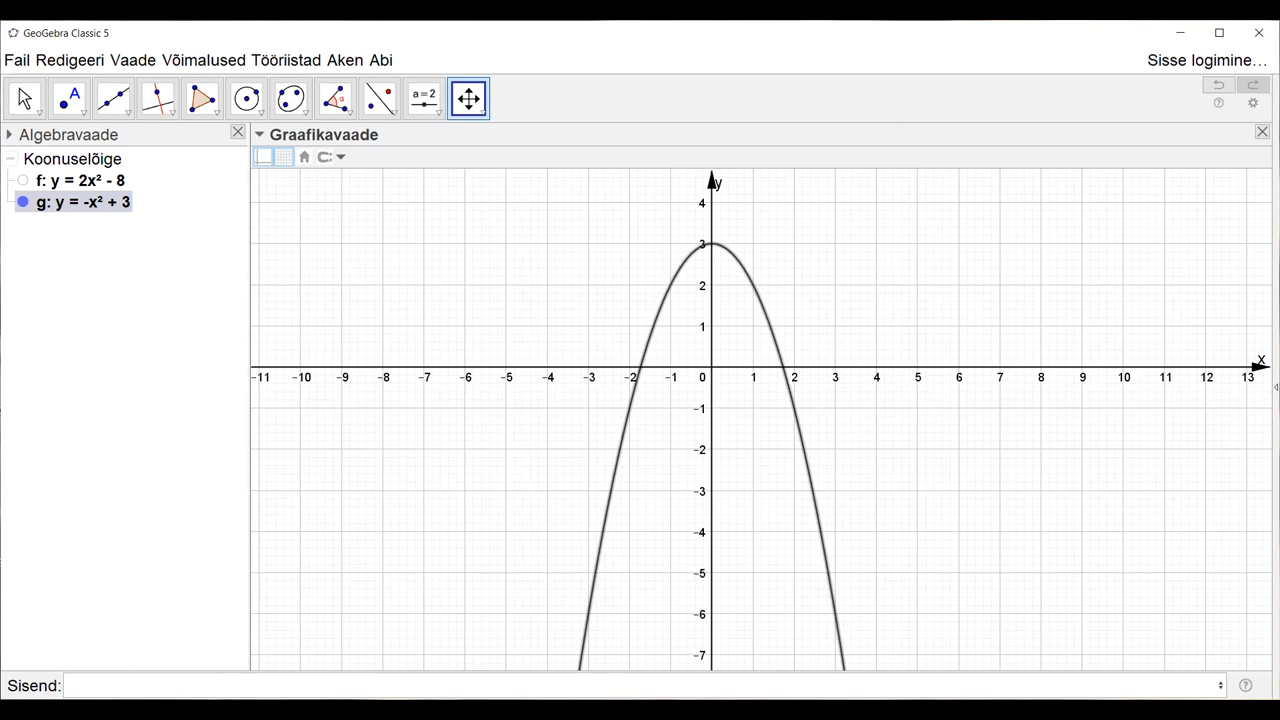 GeoGebra Classic 5
Fail Redigeeri Vaade Võimalused Tööriistad Aken Abi
Sisse logimine...
A
α
a = 2
Algebravaade
Graafikavaade
Koonuselõige
f: y = 2x² - 8
g: y = -x² + 3
y
4
3
2
1
x
-11 -10 -9 -8 -7 -6 -5 -4 -3 -2 -1 0 1 2 3 4 5 6 7 8 9 10 11 12 13
-1
-2
-3
-4
-5
-6
-7
Sisend: